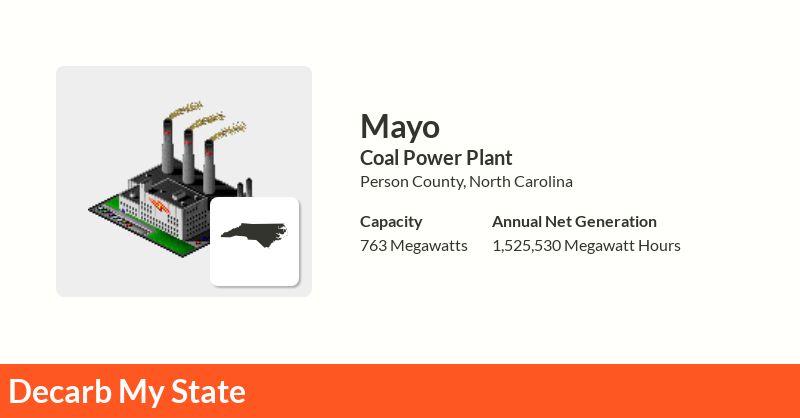 Mayo
Coal Power Plant
Person County, North Carolina
Capacity
763 Megawatts
Annual Net Generation
1,525,530 Megawatt Hours
Decarb My State